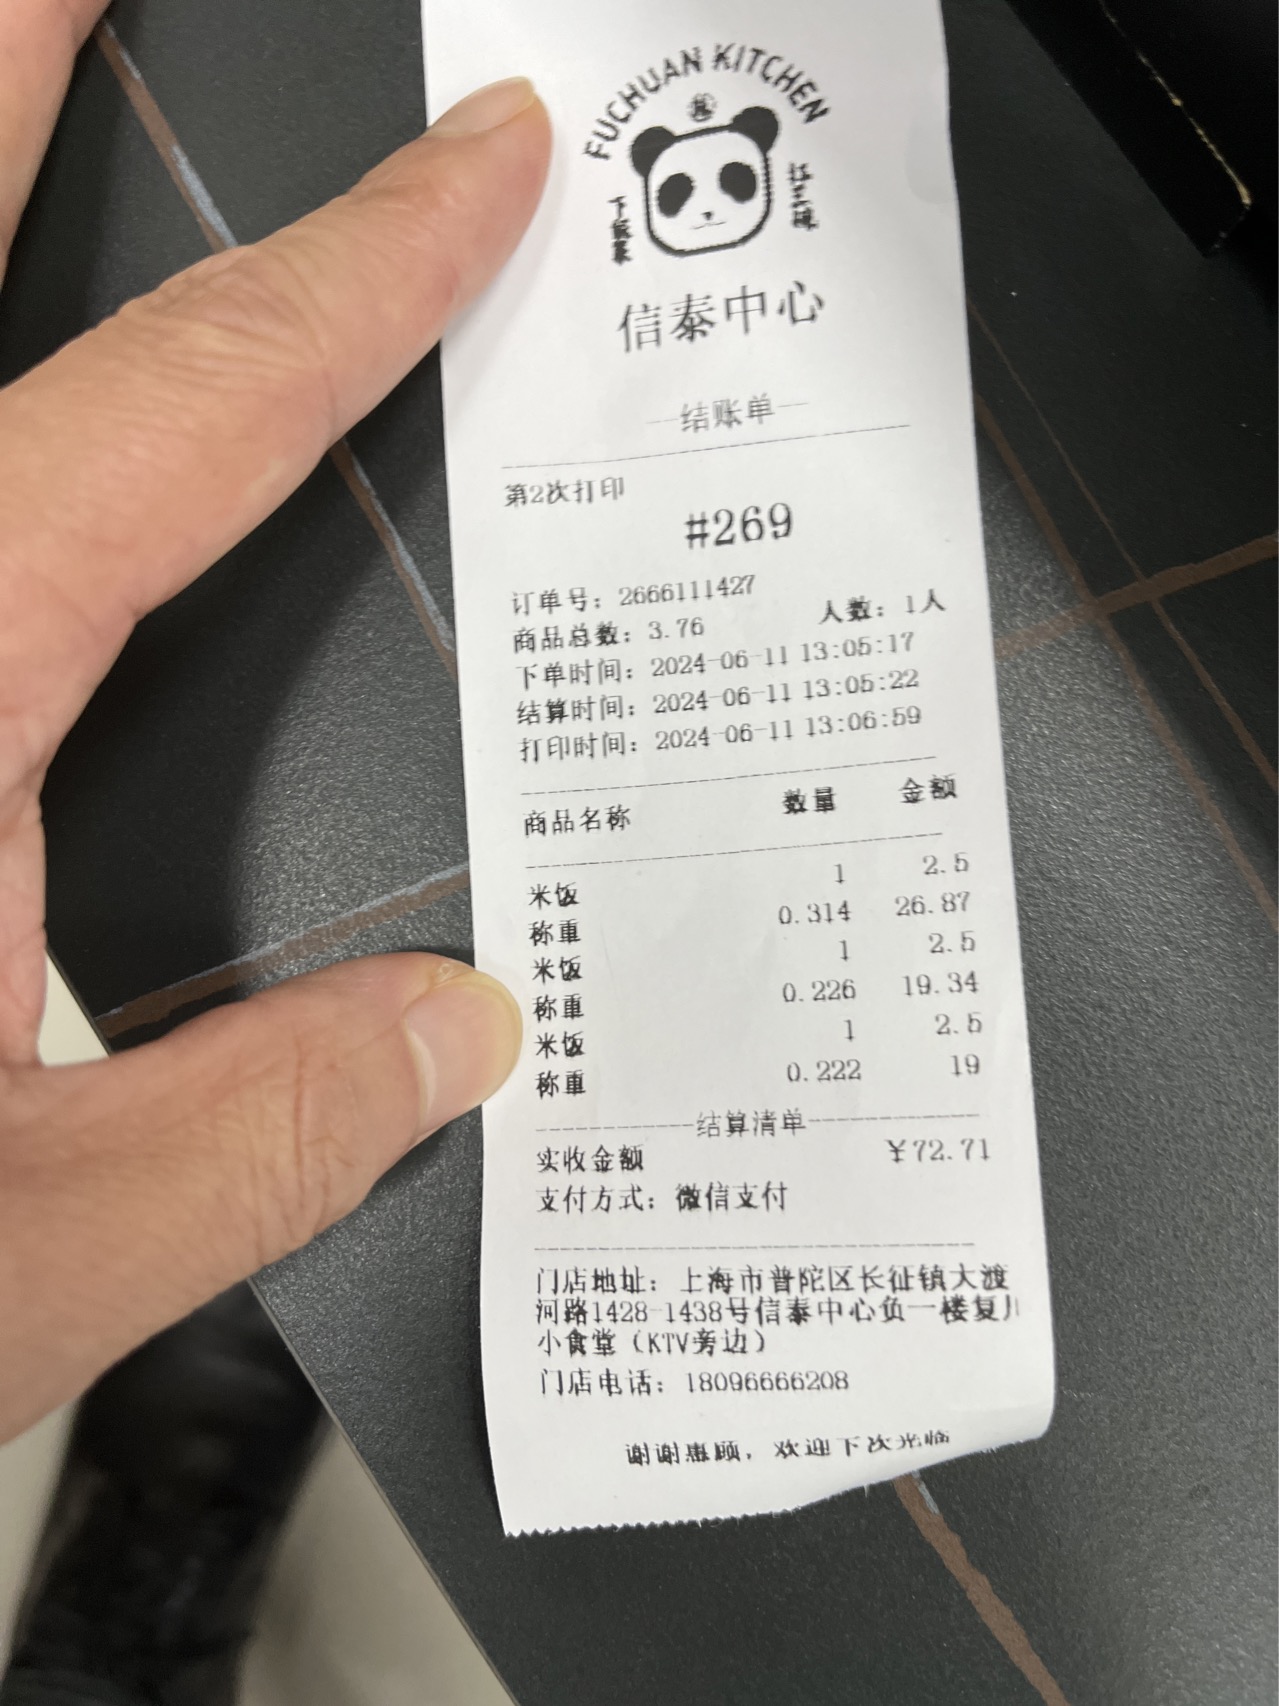 FUCHUAN KITCHEN
下饭菜
扛三碗
信泰中心
结账单
第2次打印
#269
订单号：2666111427
商品总数：3.76 人数：1人
下单时间：2024-06-11 13:05:17
结算时间：2024-06-11 13:05:22
打印时间：2024-06-11 13:06:59
商品名称 数量 金额
米饭 1 2.5
称重 0.314 26.87
米饭 1 2.5
称重 0.226 19.34
米饭 1 2.5
称重 0.222 19
结算清单
实收金额 ¥72.71
支付方式：微信支付
门店地址：上海市普陀区长征镇大渡
河路1428-1438号信泰中心负一楼复川
小食堂（KTV旁边）
门店电话：18096666208
谢谢惠顾，欢迎下次光临